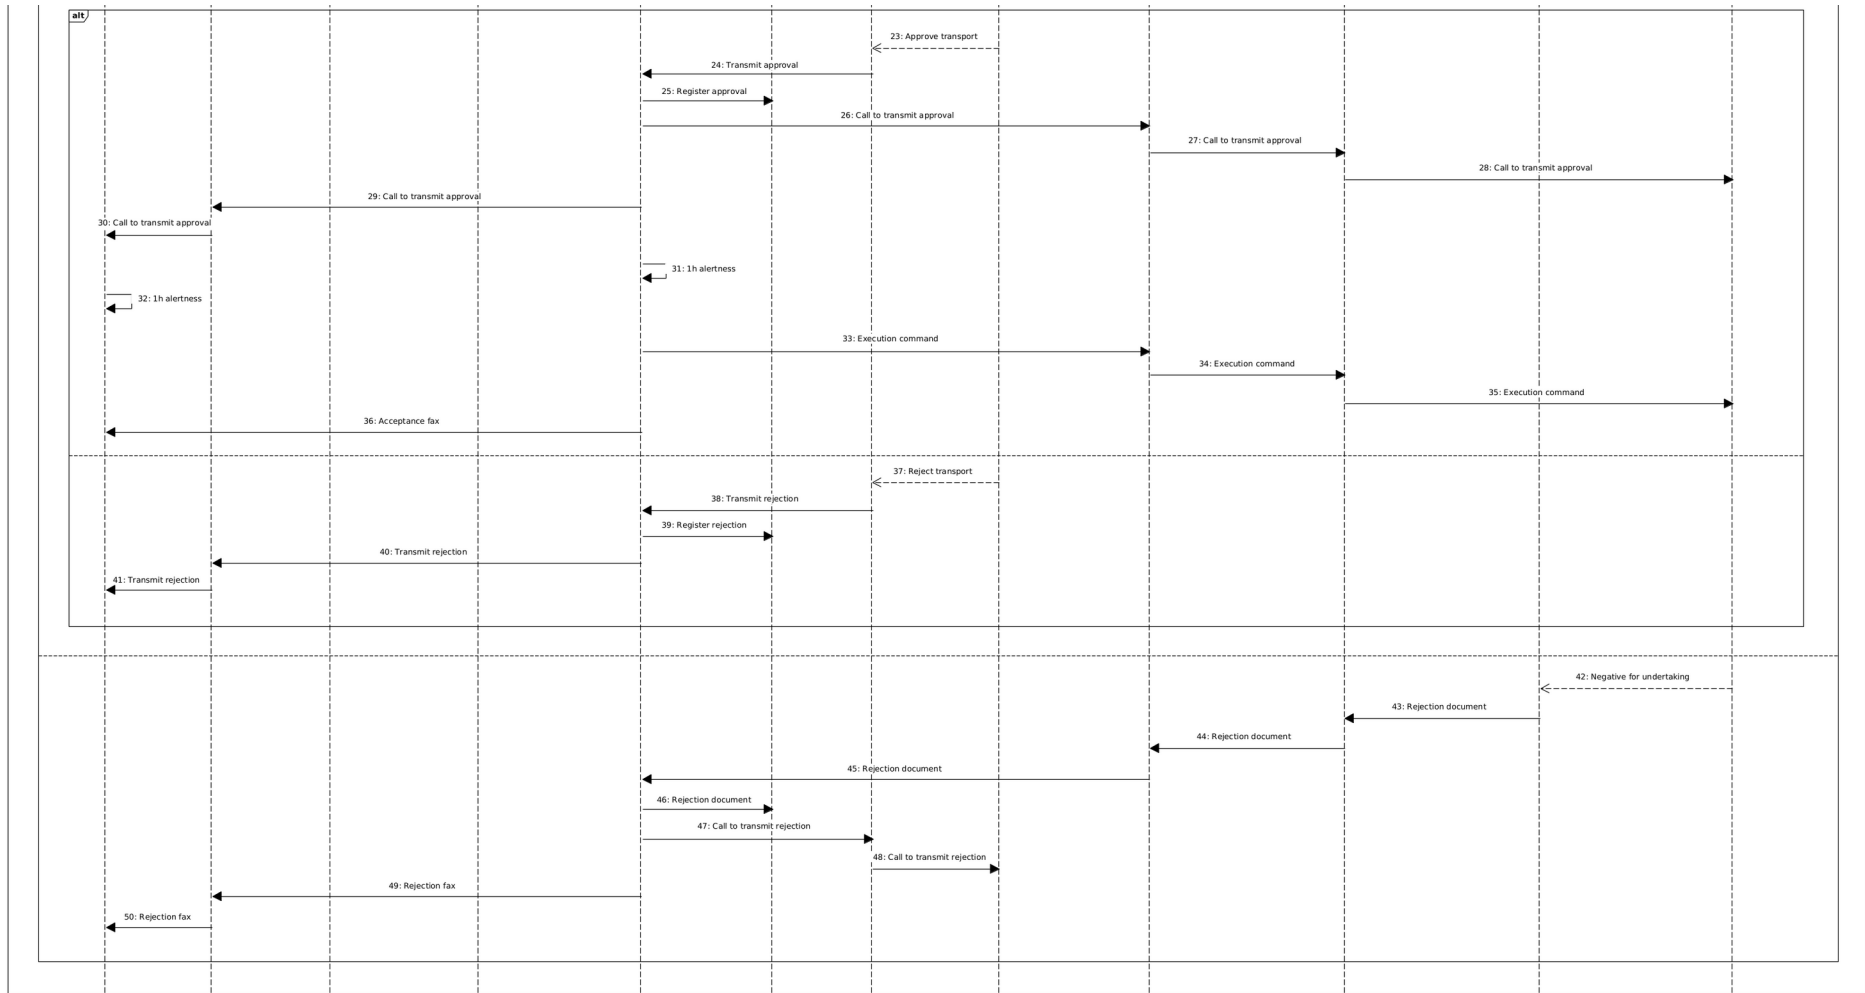 alt
23: Approve transport
24: Transmit approval
25: Register approval
26: Call to transmit approval
27: Call to transmit approval
28: Call to transmit approval
29: Call to transmit approval
30: Call to transmit approval
31: 1h alertness
32: 1h alertness
33: Execution command
34: Execution command
35: Execution command
36: Acceptance fax
37: Reject transport
38: Transmit rejection
39: Register rejection
40: Transmit rejection
41: Transmit rejection
42: Negative for undertaking
43: Rejection document
44: Rejection document
45: Rejection document
46: Rejection document
47: Call to transmit rejection
48: Call to transmit rejection
49: Rejection fax
50: Rejection fax